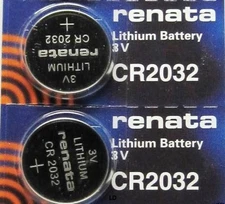 renata
CR 2032
LITHIUM
3V
+
renata
Lithium Battery
3V
CR2032
renata
CR 2032
LITHIUM
3V
+
renata
Lithium Battery
3V
CR2032